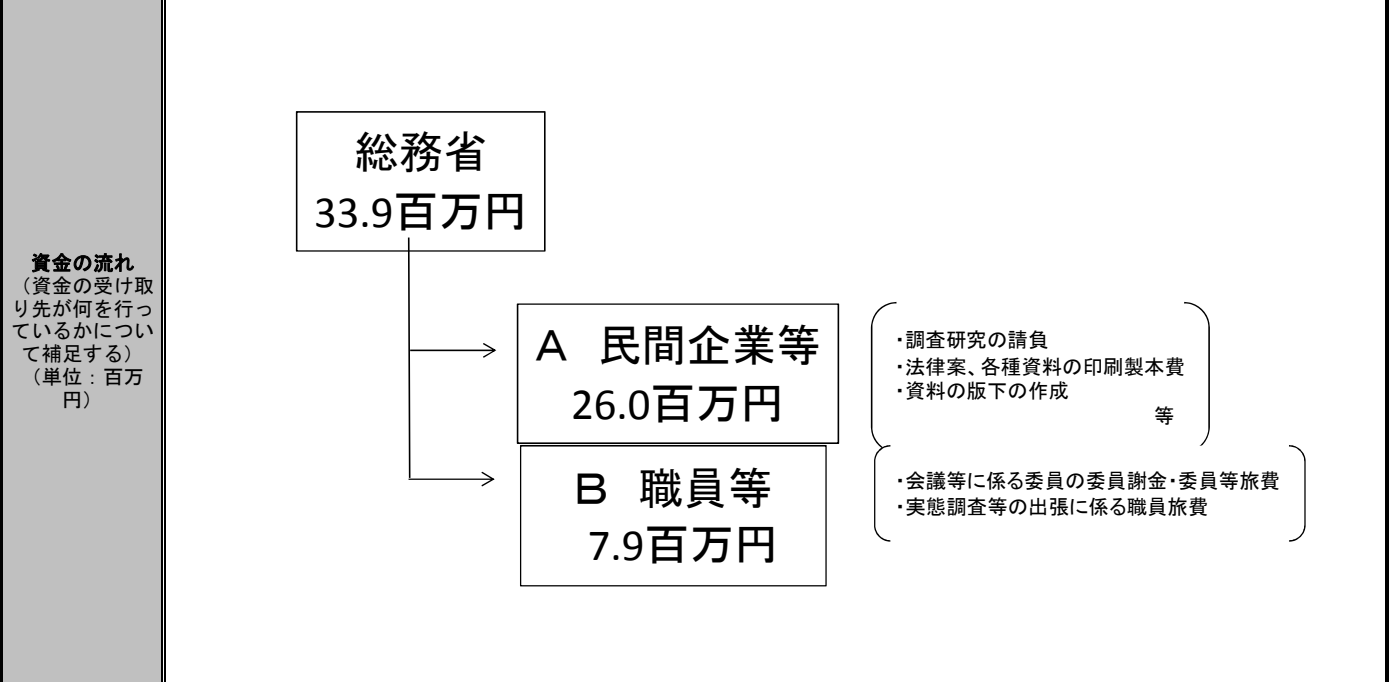 資金の流れ
（資金の受け取
り先が何を行っ
ているかについ
て補足する）
（単位：百万
円）
総務省
33.9百万円
Ａ　民間企業等
26.0百万円
・調査研究の請負
・法律案、各種資料の印刷製本費
・資料の版下の作成
等
Ｂ　職員等
7.9百万円
・会議等に係る委員の委員謝金・委員等旅費
・実態調査等の出張に係る職員旅費